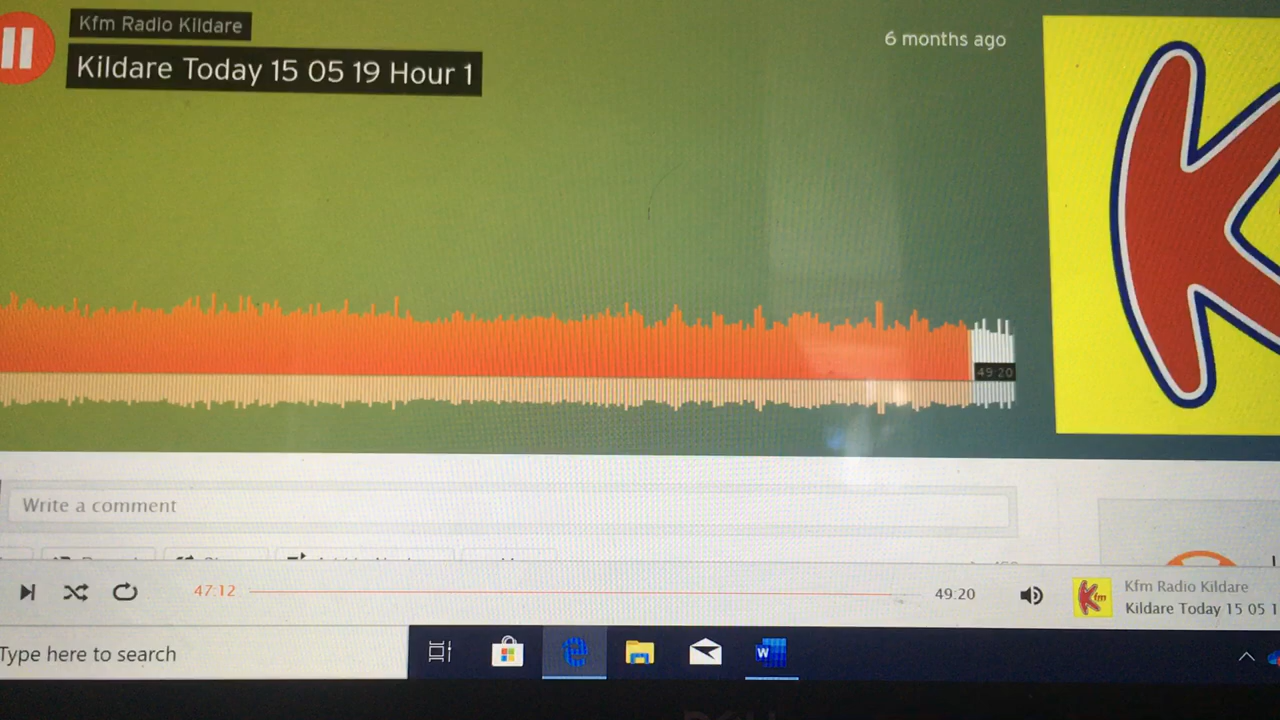 Kfm Radio Kildare
Kildare Today 15 05 19 Hour 1
6 months ago
49:20
Write a comment
47:12
49:20
Kfm
Kfm Radio Kildare
Kildare Today 15 05 1
Type here to search